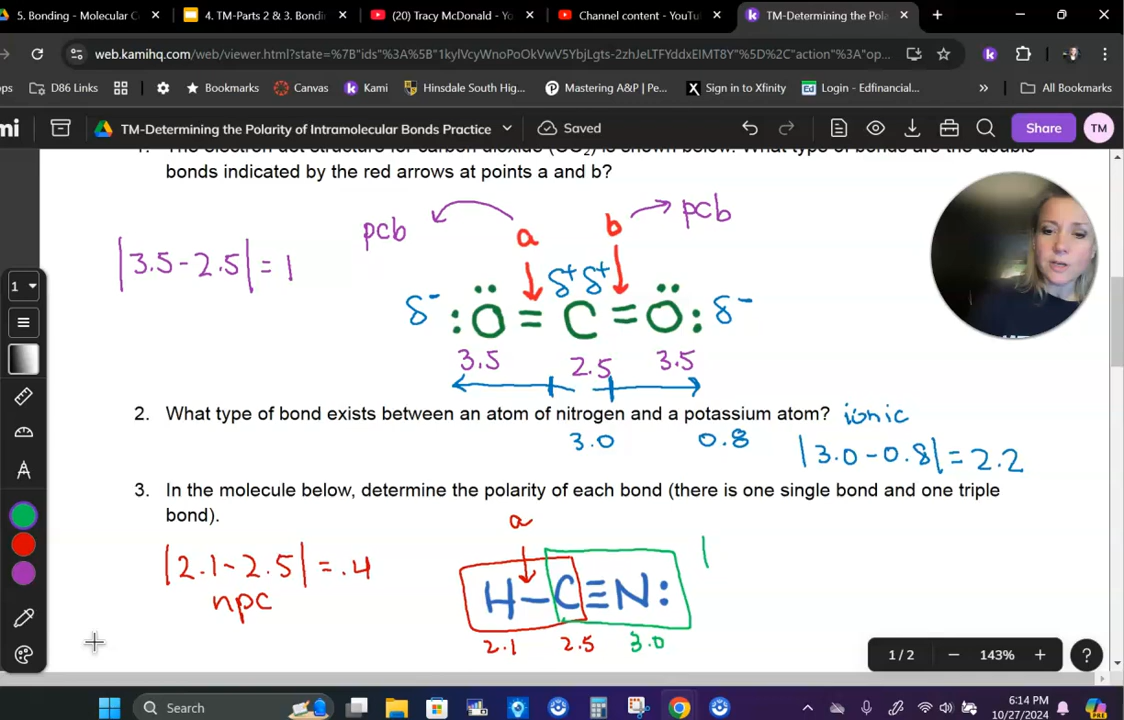 5. Bonding - Molecular C
4. TM-Parts 2 & 3. Bondi
(20) Tracy McDonald - Yo
Channel content - YouTu
TM-Determining the Pola
web.kamihq.com/web/viewer.html?state=%7B"ids"%3A%5B"1kylVcyWnoPoOkVwV5YbjLgts-2zhJeLTFYddxEIMT8Y"%5D%2C"action"%3A"op...
ps
D86 Links
Bookmarks
Canvas
Kami
Hinsdale South Hig...
Mastering A&P | Pe...
Sign in to Xfinity
Login - Edfinancial...
»
All Bookmarks
mi
TM-Determining the Polarity of Intramolecular Bonds Practice
Saved
Share
TM
bonds indicated by the red arrows at points a and b?
pcb
a
b
pcb
|3.5-2.5| = 1
δ⁻ :Ö = C = Ö: δ⁻
δ⁺ δ⁺
3.5 2.5 3.5
2. What type of bond exists between an atom of nitrogen and a potassium atom? ionic
3.0 0.8 |3.0-0.8| = 2.2
3. In the molecule below, determine the polarity of each bond (there is one single bond and one triple
bond).
a
|2.1-2.5| = .4
npc
H-C≡N:
2.1 2.5 3.0
1
1 / 2 143%
Search
6:14 PM
10/27/2024